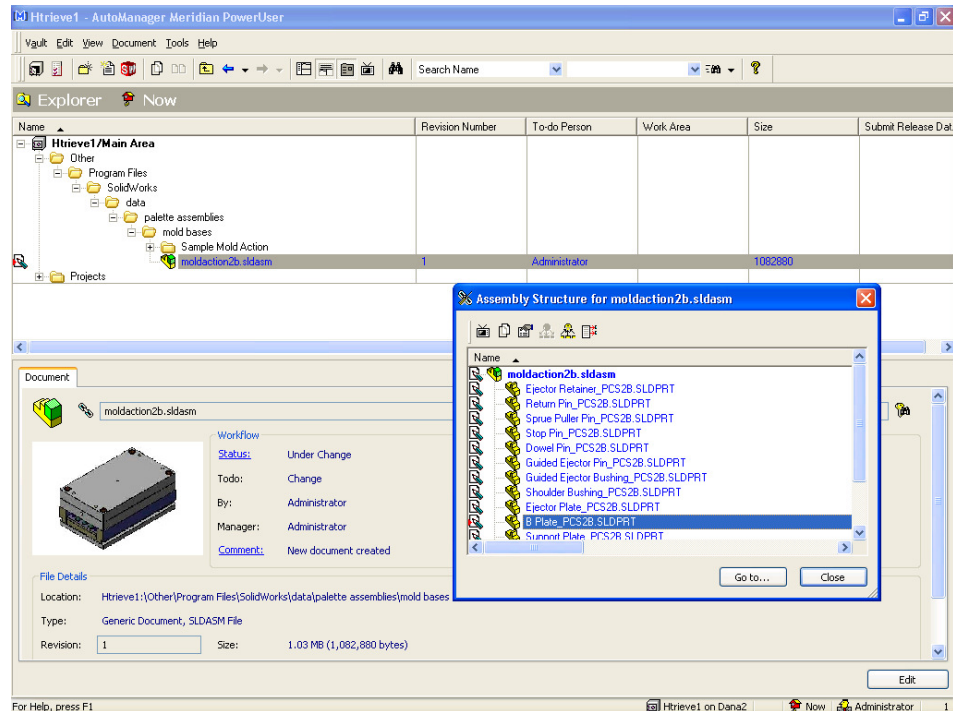 Htrieve1 - AutoManager Meridian PowerUser
Vault Edit View Document Tools Help
Search Name
Explorer Now
Name Revision Number To-do Person Work Area Size Submit Release Dat
Htrieve1/Main Area
Other
Program Files
SolidWorks
data
palette assemblies
mold bases
Sample Mold Action
moldaction2b.sldasm 1 Administrator 1082880
Projects
Assembly Structure for moldaction2b.sldasm
Name
moldaction2b.sldasm
Ejector Retainer_PCS2B.SLDPRT
Return Pin_PCS2B.SLDPRT
Sprue Puller Pin_PCS2B.SLDPRT
Stop Pin_PCS2B.SLDPRT
Dowel Pin_PCS2B.SLDPRT
Guided Ejector Pin_PCS2B.SLDPRT
Guided Ejector Bushing_PCS2B.SLDPRT
Shoulder Bushing_PCS2B.SLDPRT
Ejector Plate_PCS2B.SLDPRT
B Plate_PCS2B.SLDPRT
Support Plate_PCS2B.SLDPRT
Go to... Close
Document
moldaction2b.sldasm
Workflow
Status: Under Change
Todo: Change
By: Administrator
Manager: Administrator
Comment: New document created
File Details
Location: Htrieve1:\Other\Program Files\SolidWorks\data\palette assemblies\mold bases
Type: Generic Document, SLDASM File
Revision: 1 Size: 1.03 MB (1,082,880 bytes)
Edit
For Help, press F1 Htrieve1 on Dana2 Now Administrator 1